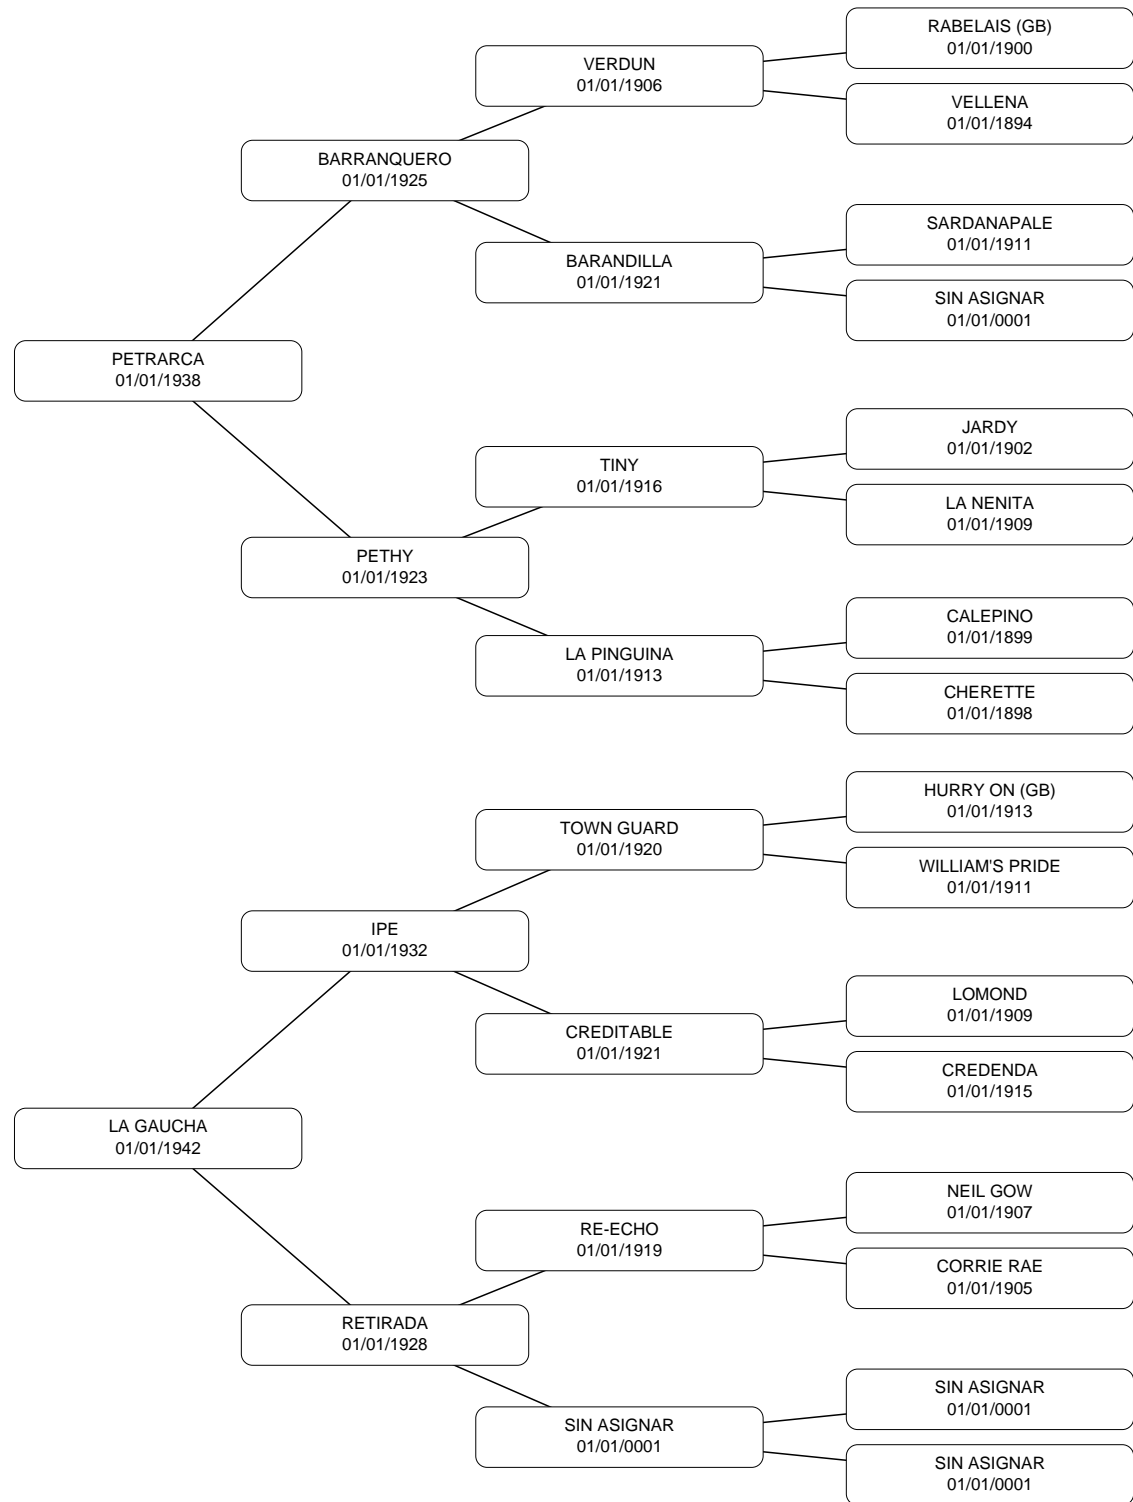 RABELAIS (GB)
01/01/1900
VERDUN
01/01/1906
VELLENA
01/01/1894
BARRANQUERO
01/01/1925
SARDANAPALE
01/01/1911
BARANDILLA
01/01/1921
SIN ASIGNAR
01/01/0001
PETRARCA
01/01/1938
JARDY
01/01/1902
TINY
01/01/1916
LA NENITA
01/01/1909
PETHY
01/01/1923
CALEPINO
01/01/1899
LA PINGUINA
01/01/1913
CHERETTE
01/01/1898
HURRY ON (GB)
01/01/1913
TOWN GUARD
01/01/1920
WILLIAM'S PRIDE
01/01/1911
IPE
01/01/1932
LOMOND
01/01/1909
CREDITABLE
01/01/1921
CREDENDA
01/01/1915
LA GAUCHA
01/01/1942
NEIL GOW
01/01/1907
RE-ECHO
01/01/1919
CORRIE RAE
01/01/1905
RETIRADA
01/01/1928
SIN ASIGNAR
01/01/0001
SIN ASIGNAR
01/01/0001
SIN ASIGNAR
01/01/0001